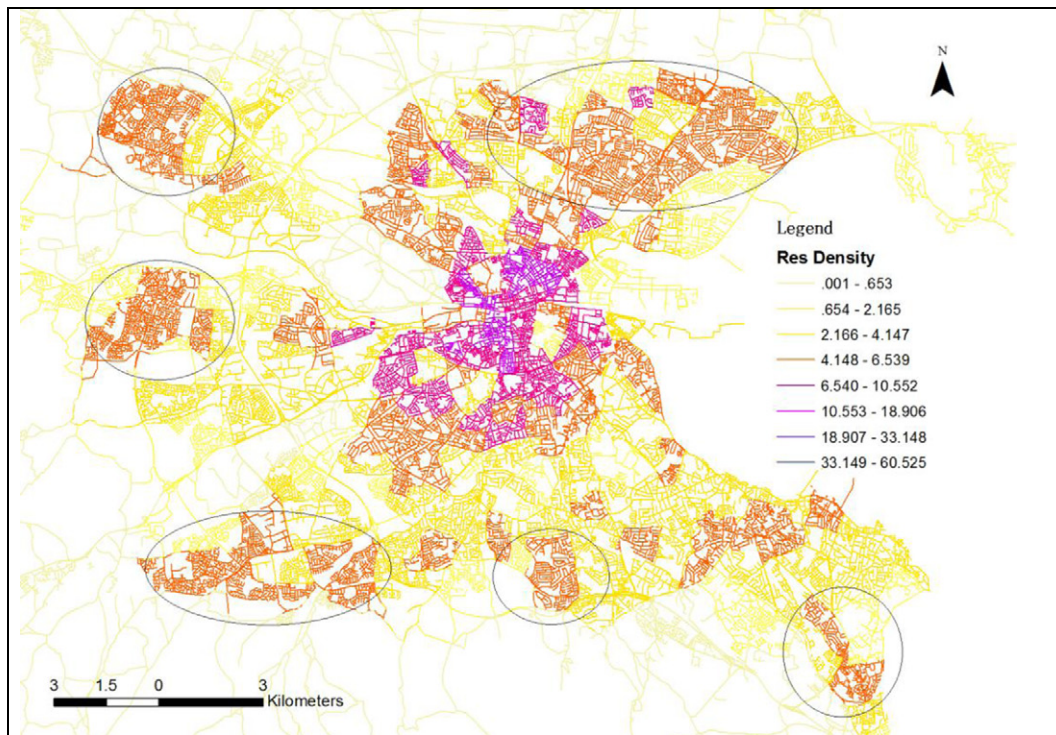 N
Legend
Res Density
.001 - .653
.654 - 2.165
2.166 - 4.147
4.148 - 6.539
6.540 - 10.552
10.553 - 18.906
18.907 - 33.148
33.149 - 60.525
3 1.5 0 3
Kilometers